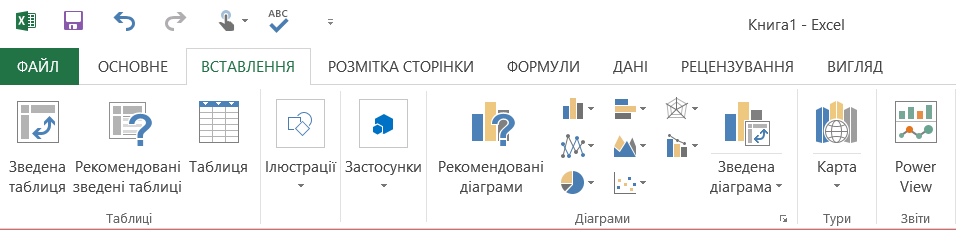 ABC
Книга1 - Excel
ФАЙЛ ОСНОВНЕ ВСТАВЛЕННЯ РОЗМІТКА СТОРІНКИ ФОРМУЛИ ДАНІ РЕЦЕНЗУВАННЯ ВИГЛЯД
Зведена таблиця
Рекомендовані зведені таблиці
Таблиця
Ілюстрації
Застосунки
Рекомендовані діаграми
Зведена діаграма
Карта
Power View
Таблиці
Діаграми
Тури
Звіти